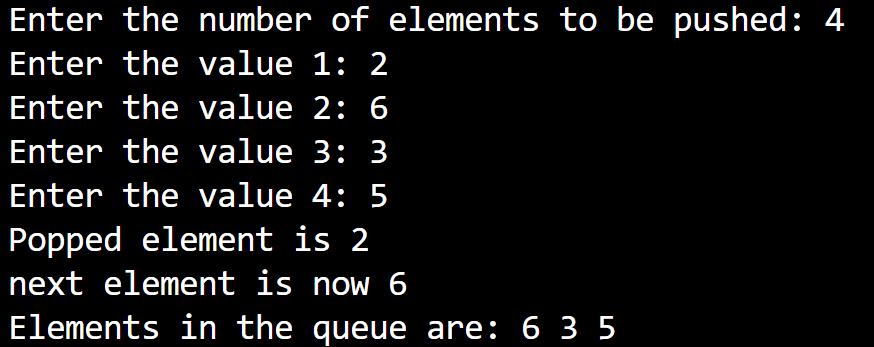 Enter the number of elements to be pushed: 4
Enter the value 1: 2
Enter the value 2: 6
Enter the value 3: 3
Enter the value 4: 5
Popped element is 2
next element is now 6
Elements in the queue are: 6 3 5